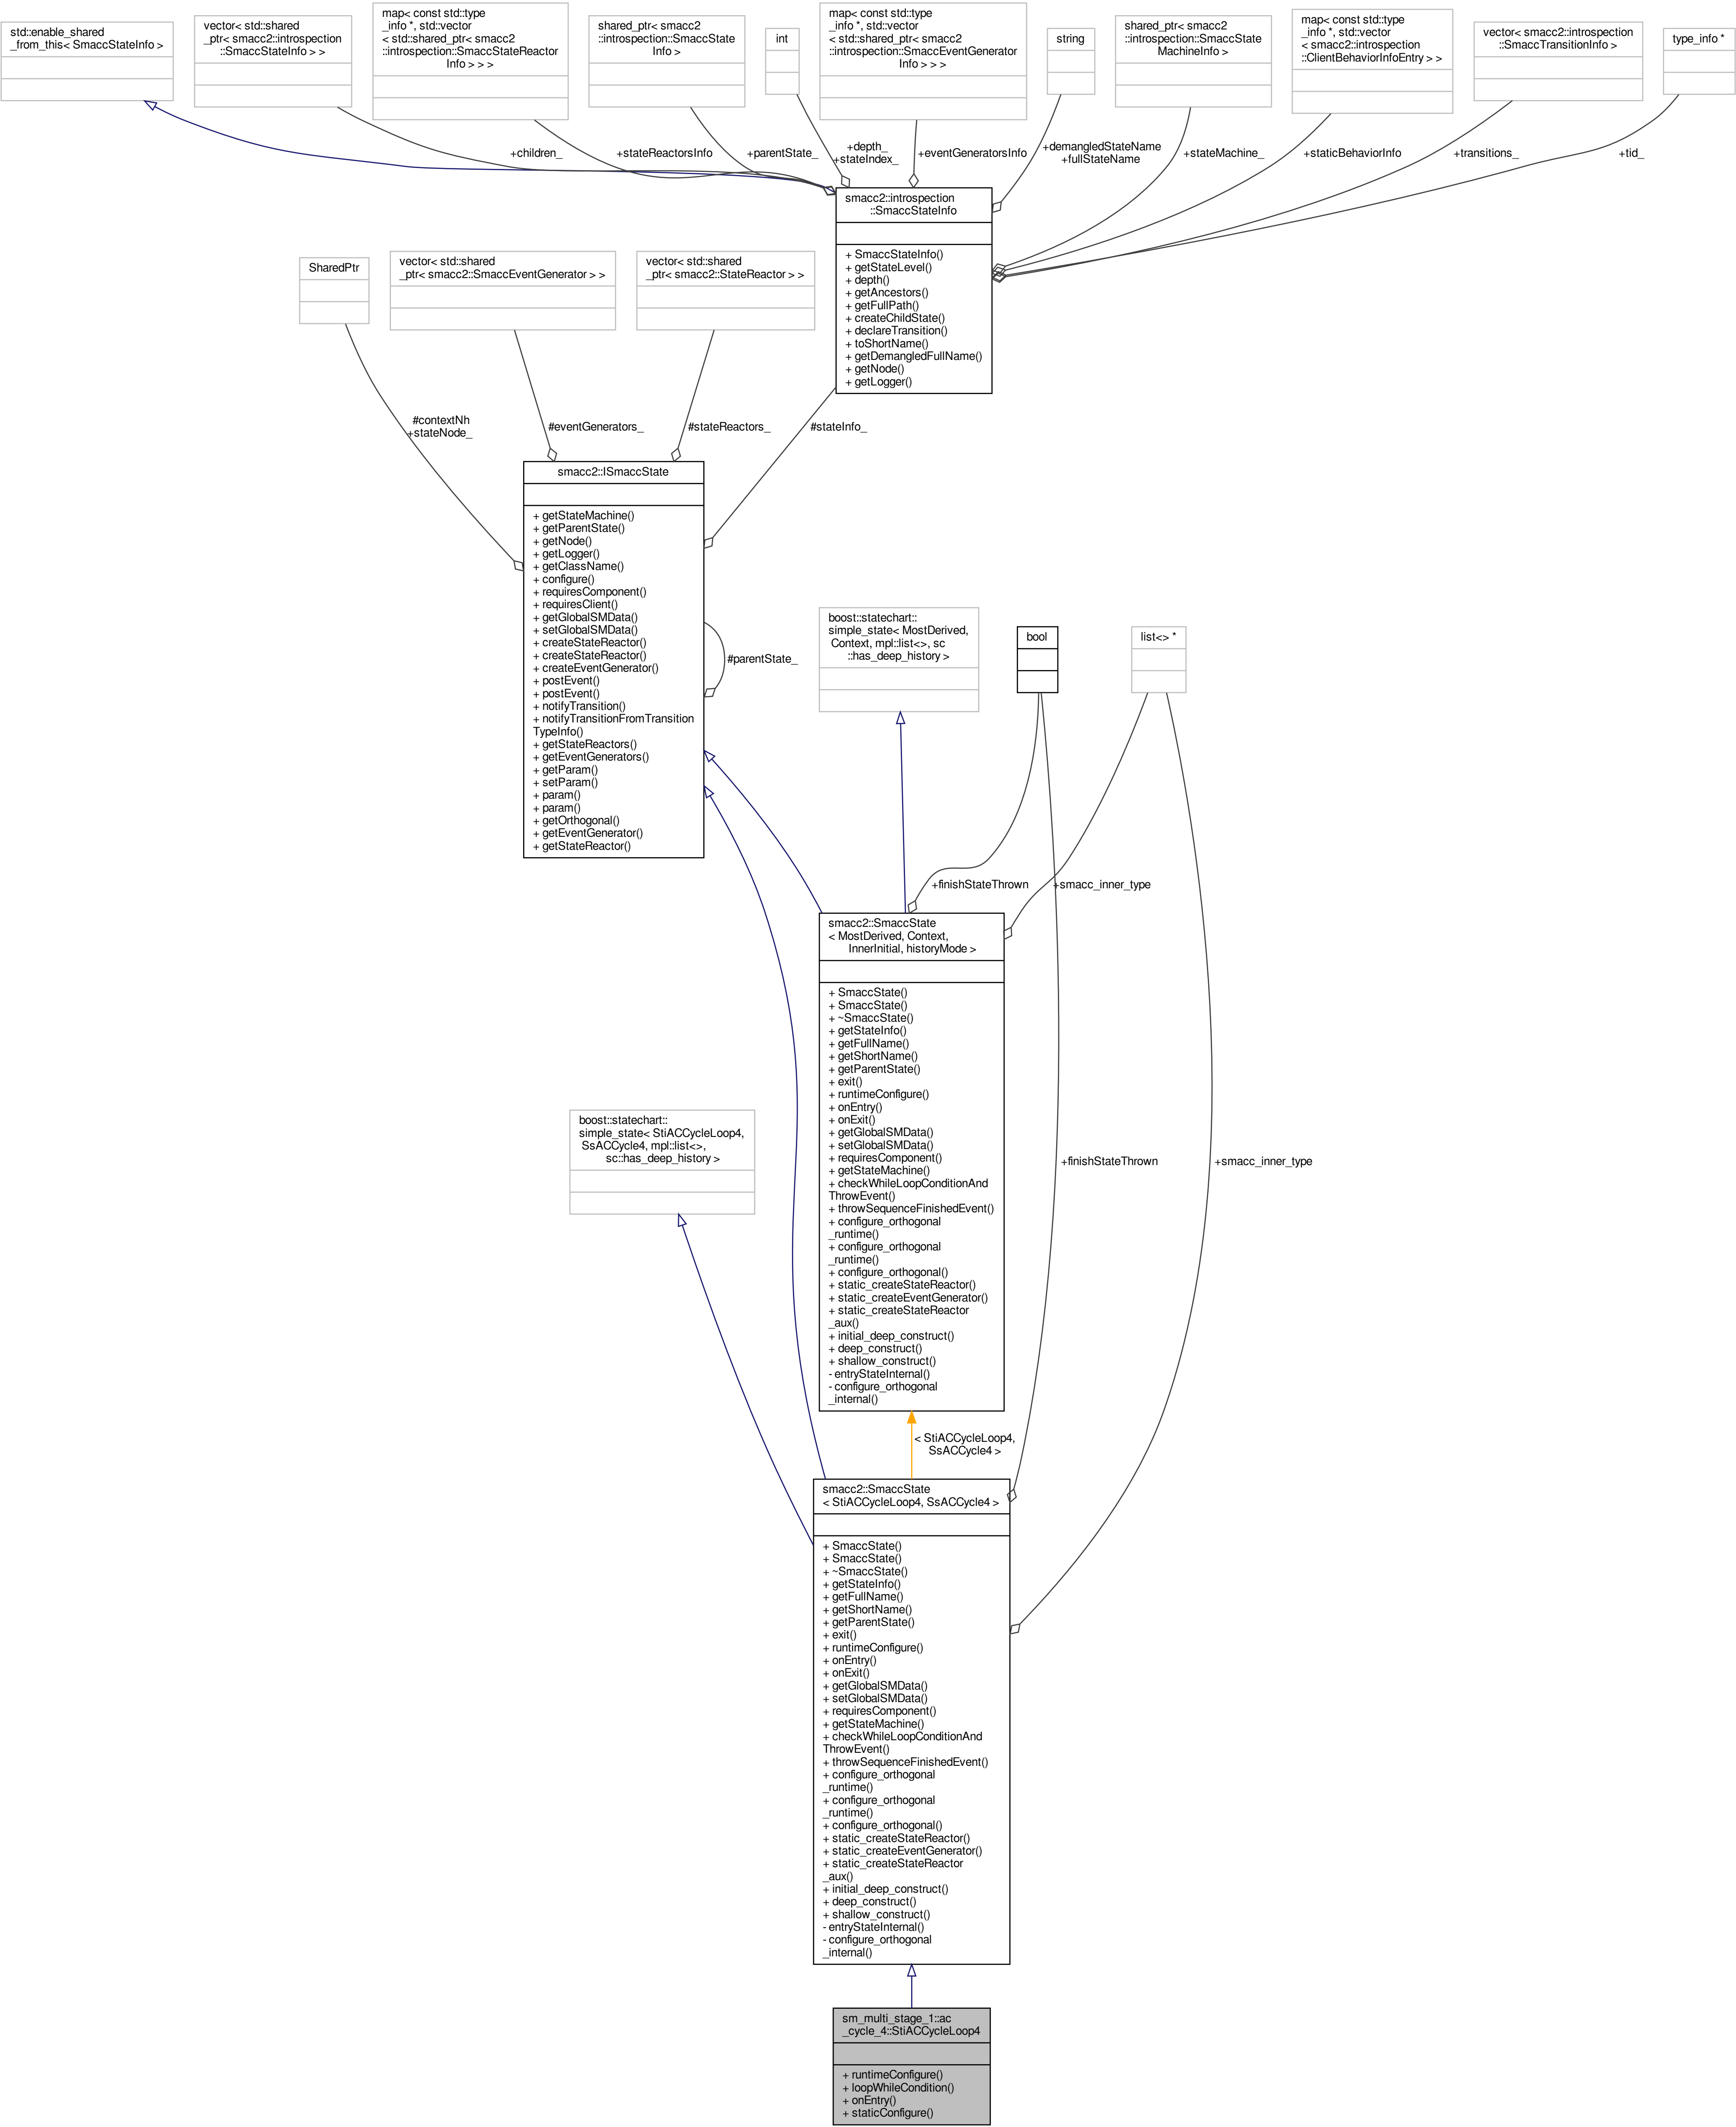 std::enable_shared
_from_this< SmaccStateInfo >
vector< std::shared
_ptr< smacc2::introspection
::SmaccStateInfo > >
map< const std::type
_info *, std::vector
< std::shared_ptr< smacc2
::introspection::SmaccStateReactor
Info > > >
shared_ptr< smacc2
::introspection::SmaccState
Info >
int
map< const std::type
_info *, std::vector
< std::shared_ptr< smacc2
::introspection::SmaccEventGenerator
Info > > >
string
shared_ptr< smacc2
::introspection::SmaccState
MachineInfo >
map< const std::type
_info *, std::vector
< smacc2::introspection
::ClientBehaviorInfoEntry > >
vector< smacc2::introspection
::SmaccTransitionInfo >
type_info *
+children_
+stateReactorsInfo
+parentState_
+depth_
+stateIndex_
+eventGeneratorsInfo
+demangledStateName
+fullStateName
+stateMachine_
+staticBehaviorInfo
+transitions_
+tid_
smacc2::introspection
::SmaccStateInfo
+ SmaccStateInfo()
+ getStateLevel()
+ depth()
+ getAncestors()
+ getFullPath()
+ createChildState()
+ declareTransition()
+ toShortName()
+ getDemangledFullName()
+ getNode()
+ getLogger()
SharedPtr
vector< std::shared
_ptr< smacc2::SmaccEventGenerator > >
vector< std::shared
_ptr< smacc2::StateReactor > >
#contextNh
+stateNode_
#eventGenerators_
#stateReactors_
#stateInfo_
smacc2::ISmaccState
+ getStateMachine()
+ getParentState()
+ getNode()
+ getLogger()
+ getClassName()
+ configure()
+ requiresComponent()
+ requiresClient()
+ getGlobalSMData()
+ setGlobalSMData()
+ createStateReactor()
+ createStateReactor()
+ createEventGenerator()
+ postEvent()
+ postEvent()
+ notifyTransition()
+ notifyTransitionFromTransition
TypeInfo()
+ getStateReactors()
+ getEventGenerators()
+ getParam()
+ setParam()
+ param()
+ param()
+ getOrthogonal()
+ getEventGenerator()
+ getStateReactor()
#parentState_
boost::statechart::
simple_state< MostDerived,
Context, mpl::list<>, sc
::has_deep_history >
bool
list<> *
+finishStateThrown
+smacc_inner_type
smacc2::SmaccState
< MostDerived, Context,
InnerInitial, historyMode >
+ SmaccState()
+ SmaccState()
+ ~SmaccState()
+ getStateInfo()
+ getFullName()
+ getShortName()
+ getParentState()
+ exit()
+ runtimeConfigure()
+ onEntry()
+ onExit()
+ getGlobalSMData()
+ setGlobalSMData()
+ requiresComponent()
+ getStateMachine()
+ checkWhileLoopConditionAnd
ThrowEvent()
+ throwSequenceFinishedEvent()
+ configure_orthogonal
_runtime()
+ configure_orthogonal
_runtime()
+ configure_orthogonal()
+ static_createStateReactor()
+ static_createEventGenerator()
+ static_createStateReactor
_aux()
+ initial_deep_construct()
+ deep_construct()
+ shallow_construct()
- entryStateInternal()
- configure_orthogonal
_internal()
boost::statechart::
simple_state< StiACCycleLoop4,
SsACCycle4, mpl::list<>,
sc::has_deep_history >
+finishStateThrown
+smacc_inner_type
< StiACCycleLoop4,
SsACCycle4 >
smacc2::SmaccState
< StiACCycleLoop4, SsACCycle4 >
+ SmaccState()
+ SmaccState()
+ ~SmaccState()
+ getStateInfo()
+ getFullName()
+ getShortName()
+ getParentState()
+ exit()
+ runtimeConfigure()
+ onEntry()
+ onExit()
+ getGlobalSMData()
+ setGlobalSMData()
+ requiresComponent()
+ getStateMachine()
+ checkWhileLoopConditionAnd
ThrowEvent()
+ throwSequenceFinishedEvent()
+ configure_orthogonal
_runtime()
+ configure_orthogonal
_runtime()
+ configure_orthogonal()
+ static_createStateReactor()
+ static_createEventGenerator()
+ static_createStateReactor
_aux()
+ initial_deep_construct()
+ deep_construct()
+ shallow_construct()
- entryStateInternal()
- configure_orthogonal
_internal()
sm_multi_stage_1::ac
_cycle_4::StiACCycleLoop4
+ runtimeConfigure()
+ loopWhileCondition()
+ onEntry()
+ staticConfigure()